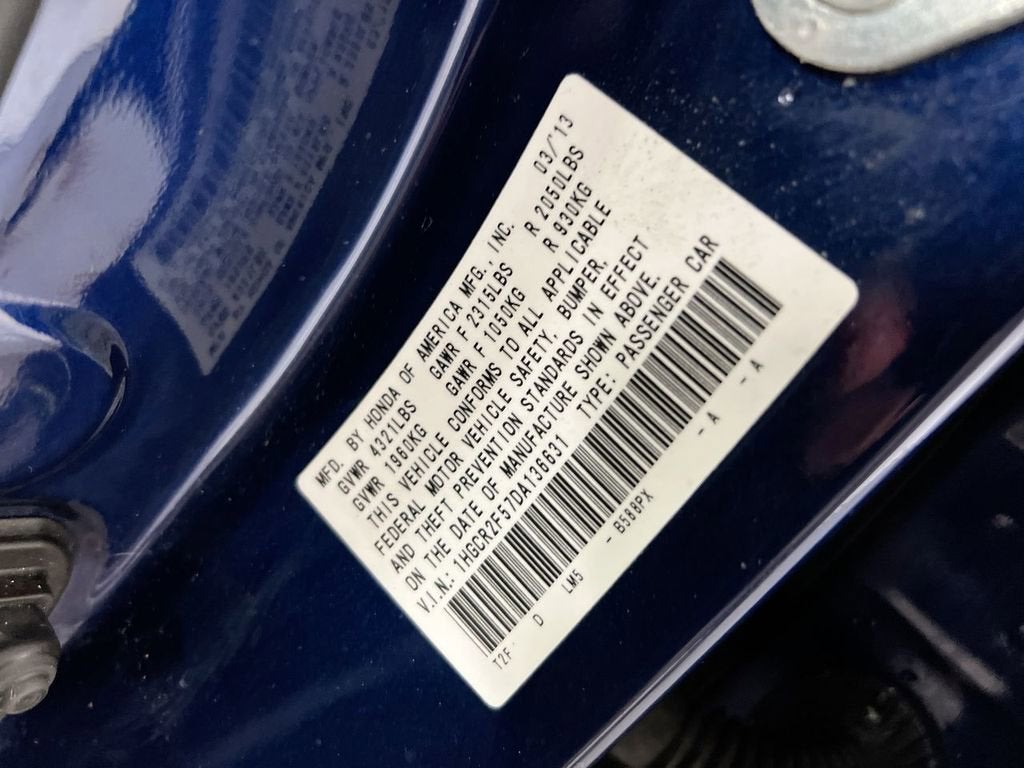 MFD. BY HONDA OF AMERICA MFG., INC. 03/'13
GVWR 4321LBS GAWR F 2315LBS R 2050LBS
GVWR 1960KG GAWR F 1050KG R 930KG
THIS VEHICLE CONFORMS TO ALL APPLICABLE
FEDERAL MOTOR VEHICLE SAFETY, BUMPER,
AND THEFT PREVENTION STANDARDS IN EFFECT
ON THE DATE OF MANUFACTURE SHOWN ABOVE.
V.I.N.: 1HGCR2F57DA136631 TYPE: PASSENGER CAR
T2F D LM5 - B588PX - A - A